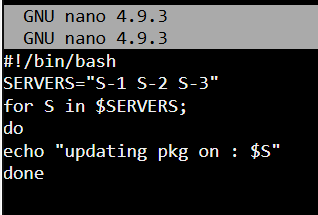 GNU nano 4.9.3
GNU nano 4.9.3
#!/bin/bash
SERVERS="S-1 S-2 S-3"
for S in $SERVERS;
do
echo "updating pkg on : $S"
done